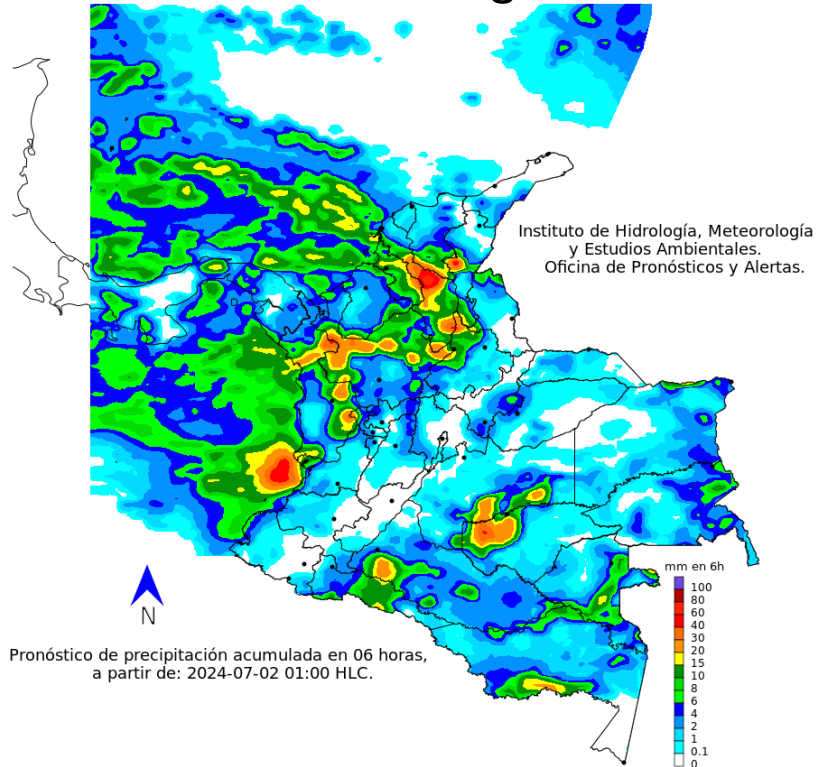 Instituto de Hidrología, Meteorología
y Estudios Ambientales.
Oficina de Pronósticos y Alertas.
mm en 6h
100
80
60
40
30
20
15
10
8
6
4
2
1
0.1
0
N
Pronóstico de precipitación acumulada en 06 horas,
a partir de: 2024-07-02 01:00 HLC.